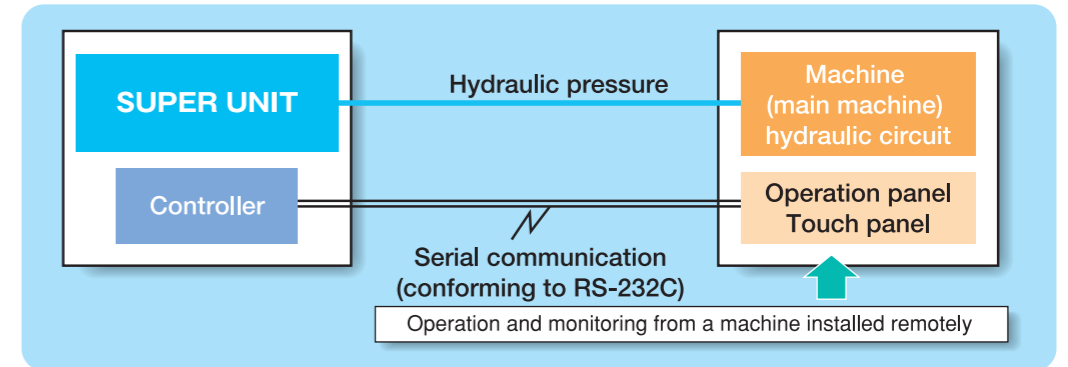 SUPER UNIT
Controller
Hydraulic pressure
Serial communication
(conforming to RS-232C)
Machine
(main machine)
hydraulic circuit
Operation panel
Touch panel
Operation and monitoring from a machine installed remotely